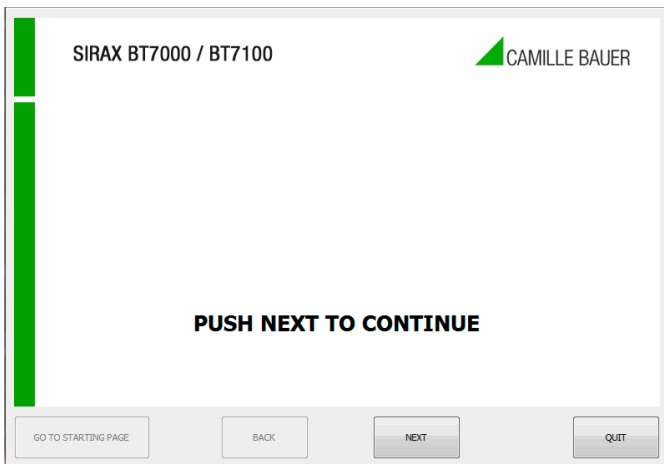 SIRAX BT7000 / BT7100
CAMILLE BAUER
PUSH NEXT TO CONTINUE
GO TO STARTING PAGE
BACK
NEXT
QUIT